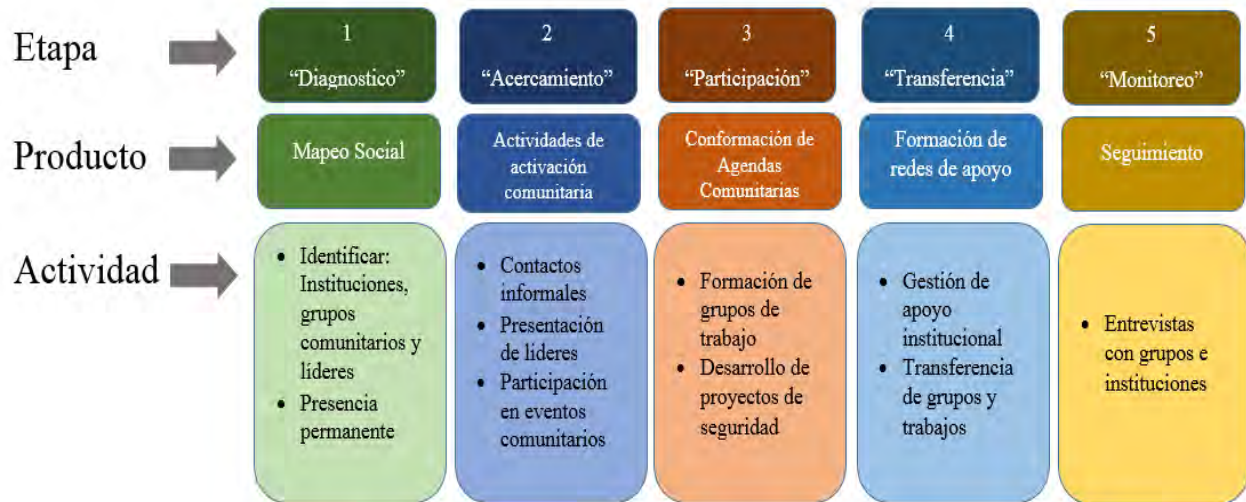 Etapa
1
“Diagnostico”
2
“Acercamiento”
3
“Participación”
4
“Transferencia”
5
“Monitoreo”
Producto
Mapeo Social
Actividades de
activación
comunitaria
Conformación de
Agendas
Comunitarias
Formación de
redes de apoyo
Seguimiento
Actividad
• Identificar:
Instituciones,
grupos
comunitarios y
líderes
• Presencia
permanente
• Contactos
informales
• Presentación
de líderes
• Participación
en eventos
comunitarios
• Formación de
grupos de
trabajo
• Desarrollo de
proyectos de
seguridad
• Gestión de
apoyo
institucional
• Transferencia
de grupos y
trabajos
• Entrevistas
con grupos e
instituciones